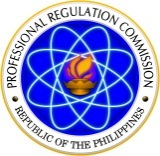 PROFESSIONAL REGULATION COMMISSION
REPUBLIC OF THE PHILIPPINES